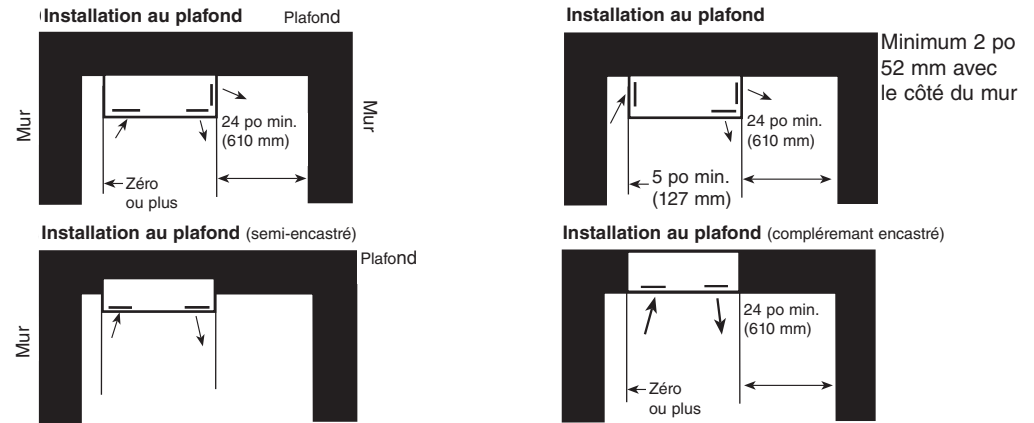 Installation au plafond
Plafond
Mur
24 po min.
(610 mm)
Mur
Zéro
ou plus
Installation au plafond
Minimum 2 po
52 mm avec
le côté du mur
24 po min.
(610 mm)
5 po min.
(127 mm)
Installation au plafond (semi-encastré)
Plafond
Mur
Installation au plafond (compléremant encastré)
24 po min.
(610 mm)
Zéro
ou plus